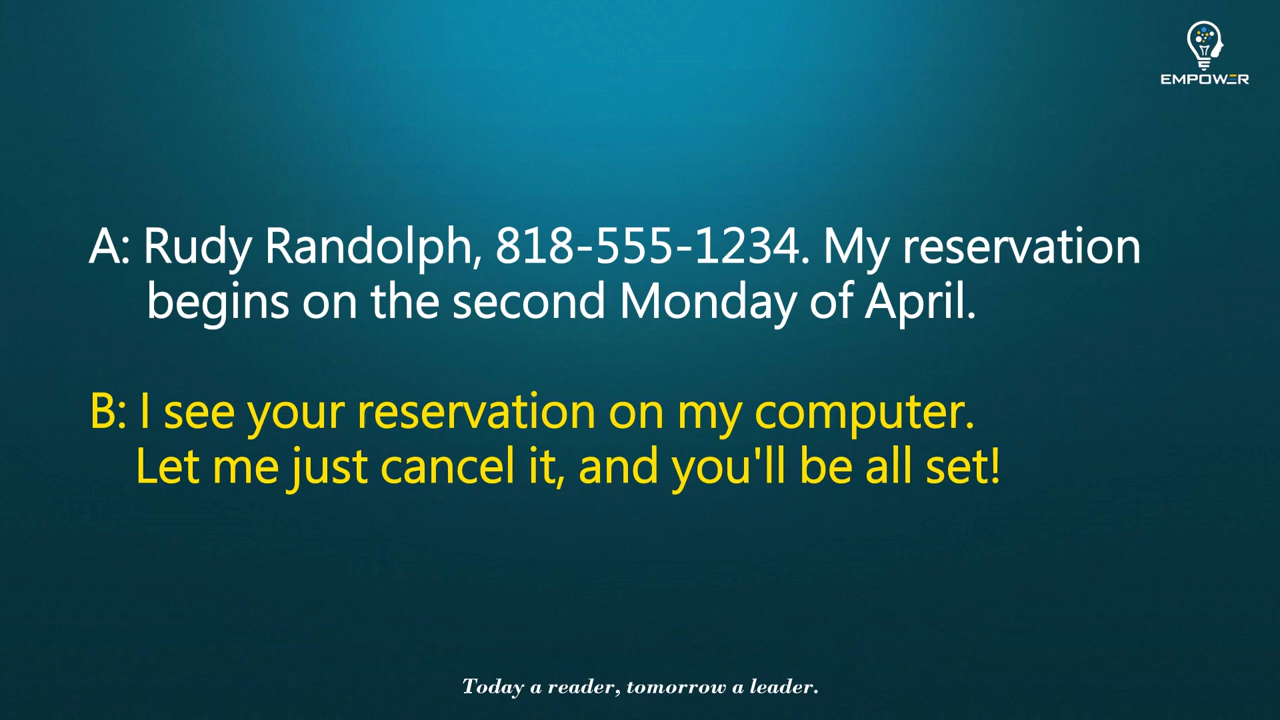 EMPOWER
A: Rudy Randolph, 818-555-1234. My reservation
begins on the second Monday of April.
B: I see your reservation on my computer.
Let me just cancel it, and you'll be all set!
Today a reader, tomorrow a leader.